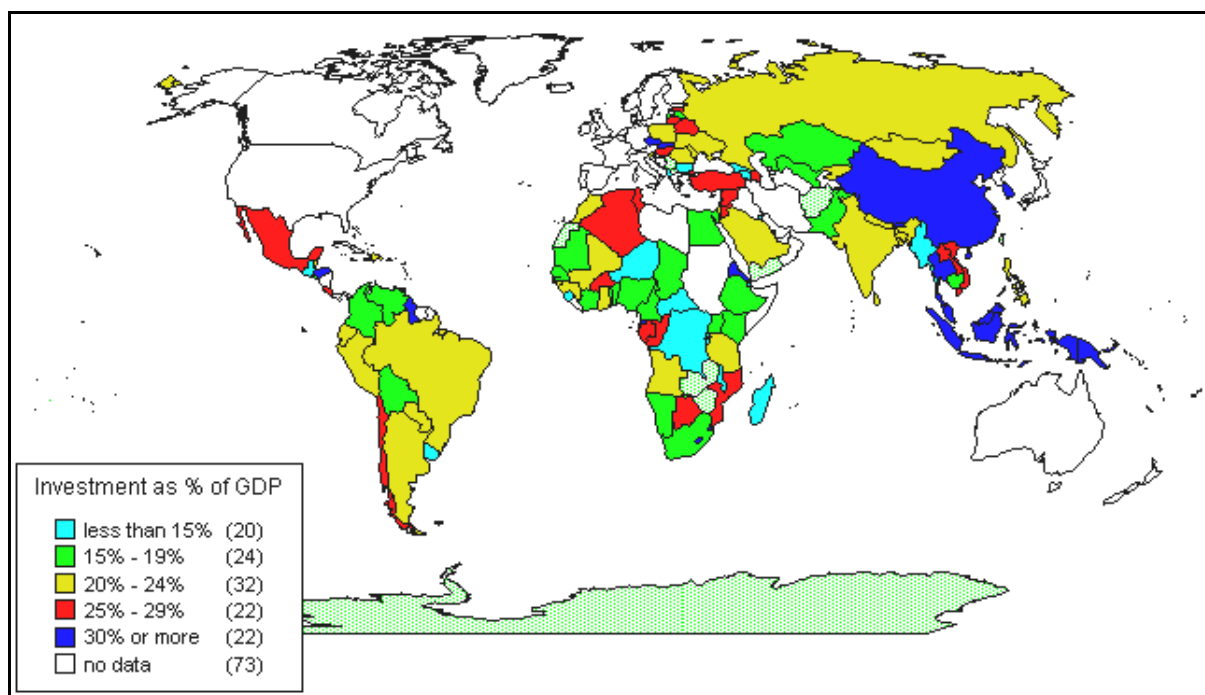 Investment as % of GDP
less than 15% (20)
15% - 19% (24)
20% - 24% (32)
25% - 29% (22)
30% or more (22)
no data (73)